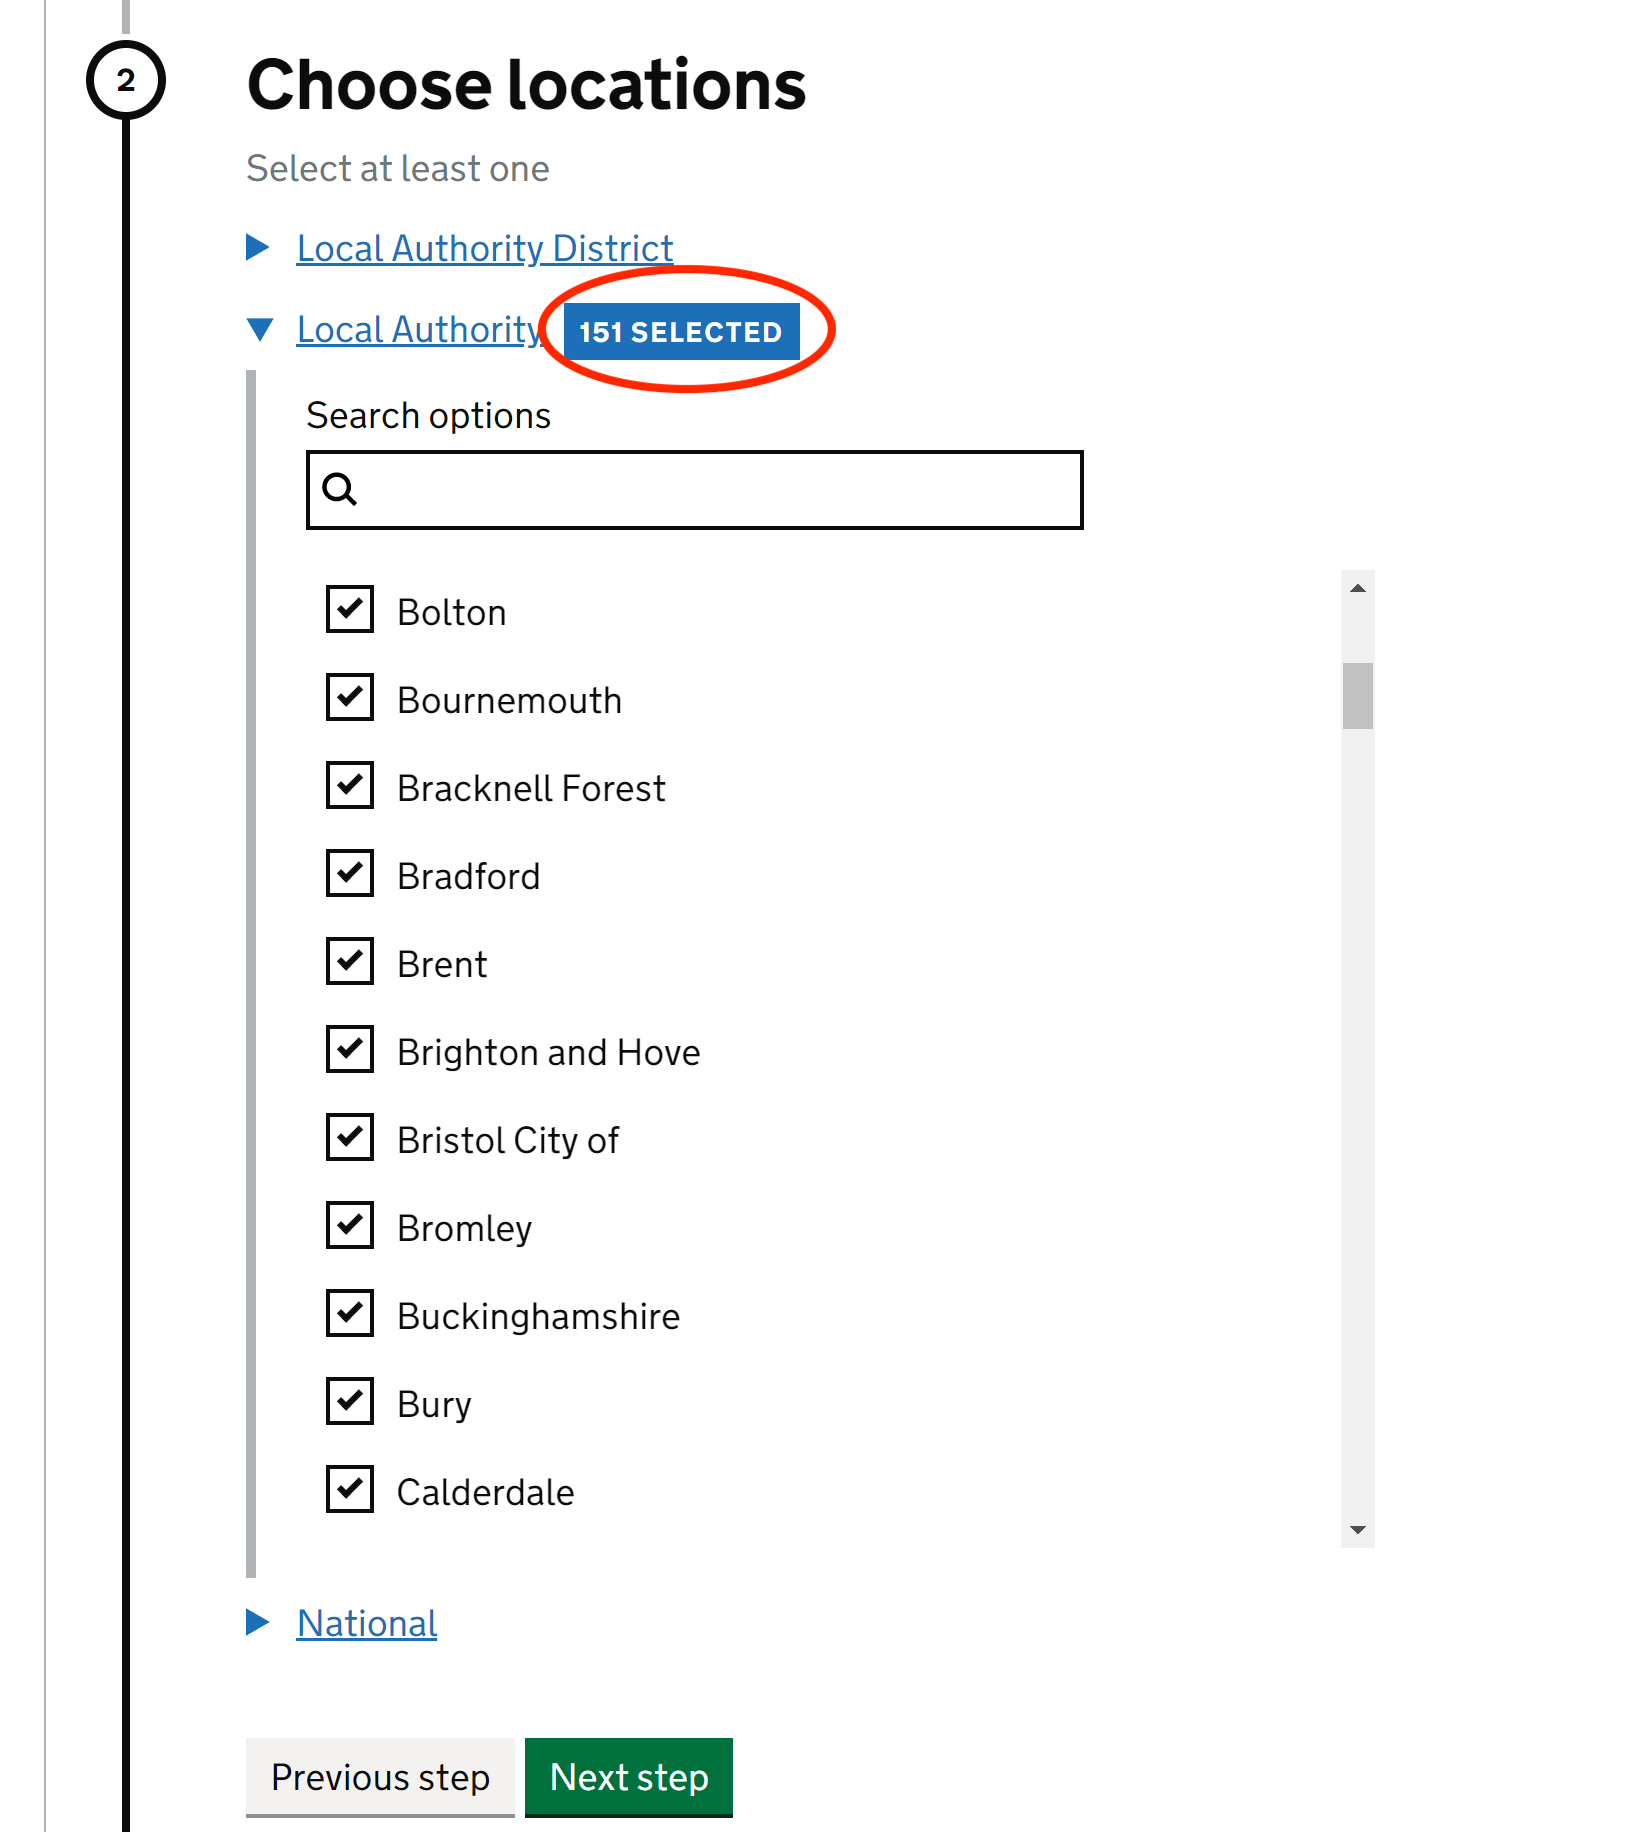 2
Choose locations
Select at least one
Local Authority District
Local Authority 151 SELECTED
Search options
Bolton
Bournemouth
Bracknell Forest
Bradford
Brent
Brighton and Hove
Bristol City of
Bromley
Buckinghamshire
Bury
Calderdale
National
Previous step Next step